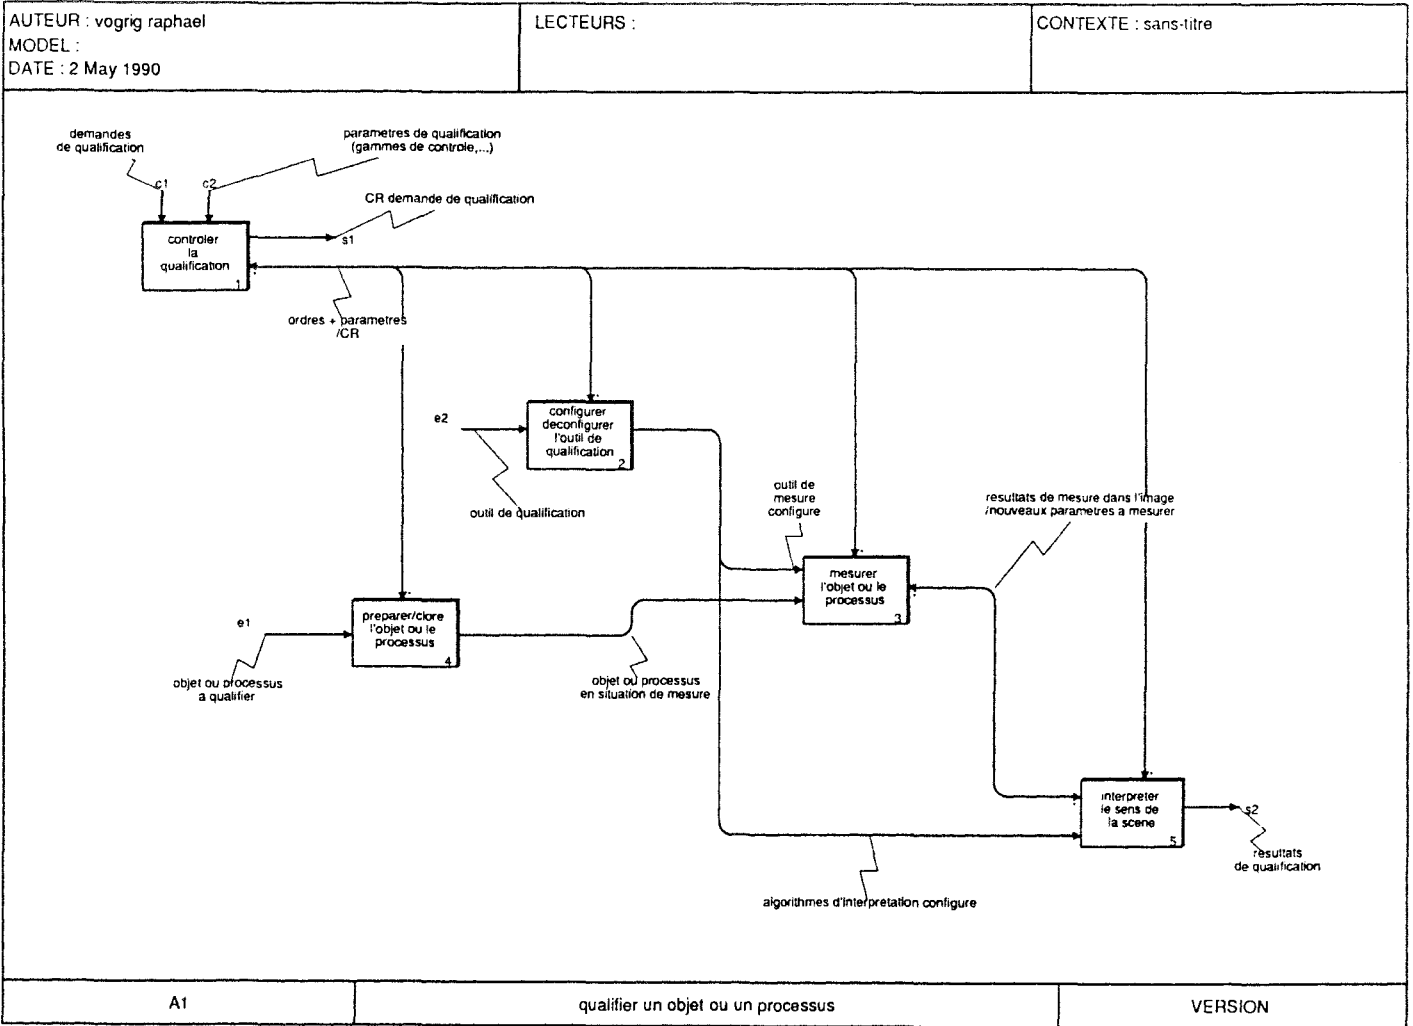 AUTEUR : vogrig raphael
MODEL :
DATE : 2 May 1990
LECTEURS :
CONTEXTE : sans-titre
demandes
de qualification
parametres de qualification
(gammes de controle,...)
c1
c2
CR demande de qualification
s1
controler
la
qualification
1
ordres + parametres
/CR
e2
configurer
deconfigurer
l'outil de
qualification
2
outil de qualification
outil de
mesure
configure
resultats de mesure dans l'image
/nouveaux parametres a mesurer
mesurer
l'objet ou le
processus
3
e1
preparer/clore
l'objet ou le
processus
4
objet ou processus
a qualifier
objet ou processus
en situation de mesure
interpreter
le sens de
la scene
5
s2
resultats
de qualification
algorithmes d'interpretation configure
A1
qualifier un objet ou un processus
VERSION